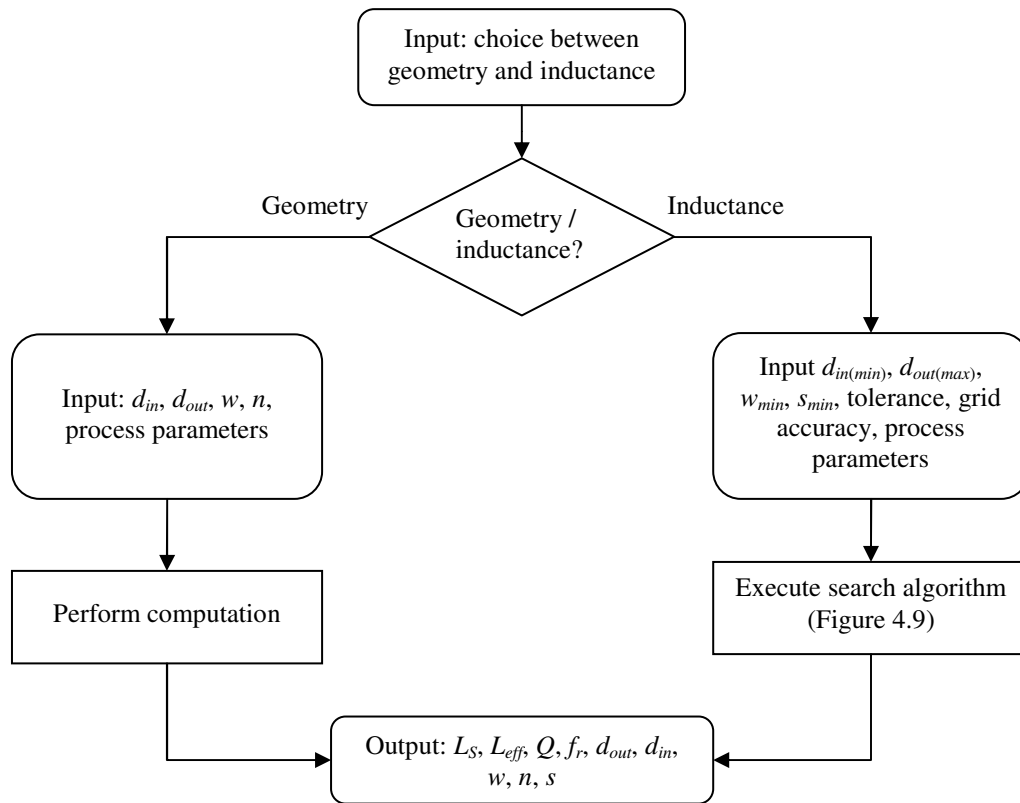 Input: choice between
geometry and inductance
Geometry
Geometry /
inductance?
Inductance
Input: d_in, d_out, w, n,
process parameters
Input d_in(min), d_out(max),
w_min, s_min, tolerance, grid
accuracy, process
parameters
Perform computation
Execute search algorithm
(Figure 4.9)
Output: L_S, L_eff, Q, f_r, d_out, d_in,
w, n, s